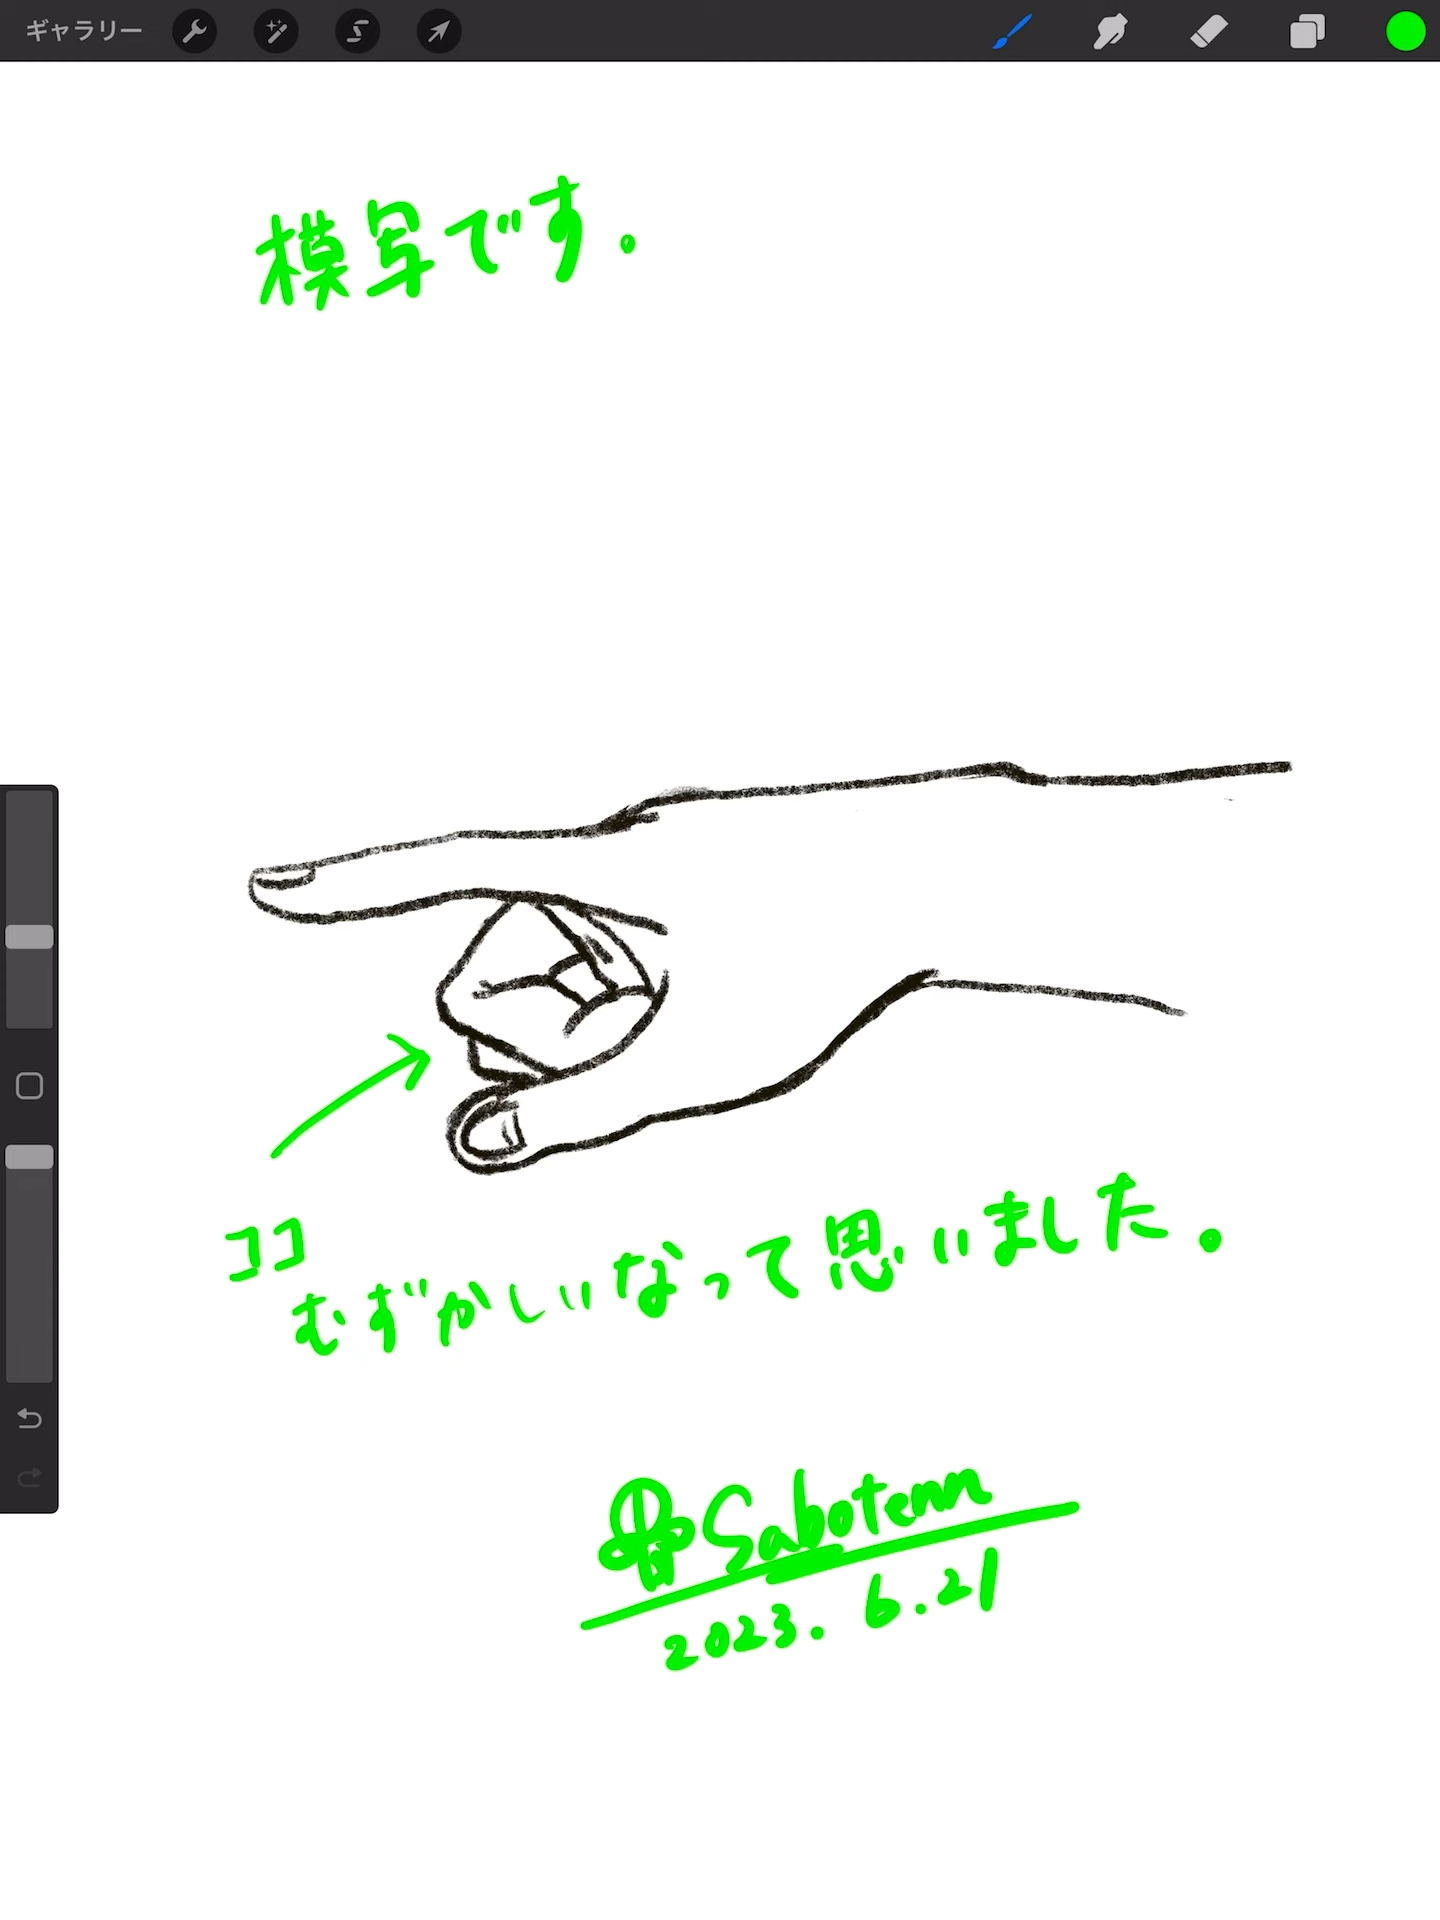 ギャラリー
模写です。
ココ
むずかしいなって思いました。
Sabotenn
2023.6.21